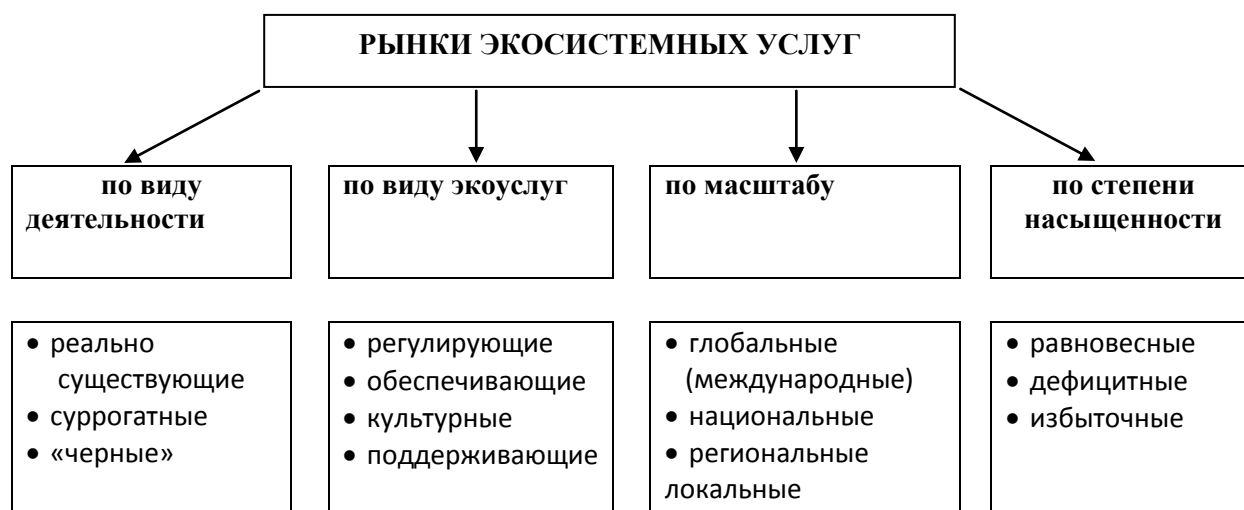 РЫНКИ ЭКОСИСТЕМНЫХ УСЛУГ
по виду
деятельности
по виду экоуслуг
по масштабу
по степени
насыщенности
• реально
существующие
• суррогатные
• «черные»
• регулирующие
• обеспечивающие
• культурные
• поддерживающие
• глобальные
(международные)
• национальные
• региональные
локальные
• равновесные
• дефицитные
• избыточные